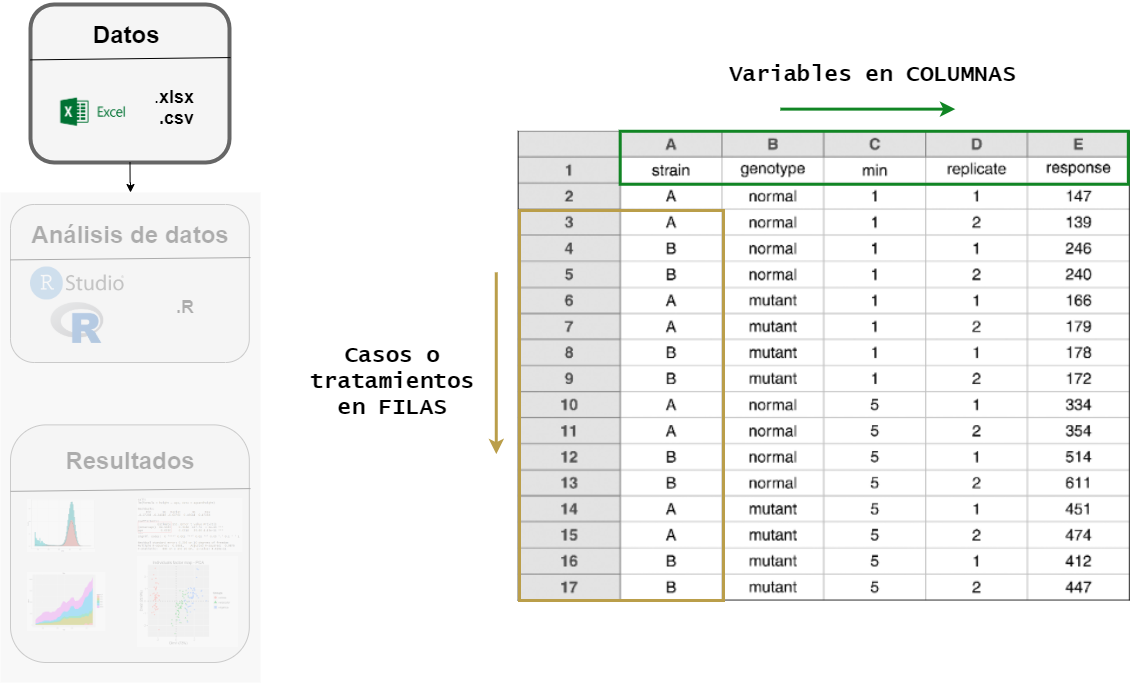 Datos
Excel
.xlsx
.csv
Análisis de datos
R Studio
R
.R
Resultados
Variables en COLUMNAS
Casos o
tratamientos
en FILAS
A B C D E
1 strain genotype min replicate response
2 A normal 1 1 147
3 A normal 1 2 139
4 B normal 1 1 246
5 B normal 1 2 240
6 A mutant 1 1 166
7 A mutant 1 2 179
8 B mutant 1 1 178
9 B mutant 1 2 172
10 A normal 5 1 334
11 A normal 5 2 354
12 B normal 5 1 514
13 B normal 5 2 611
14 A mutant 5 1 451
15 A mutant 5 2 474
16 B mutant 5 1 412
17 B mutant 5 2 447